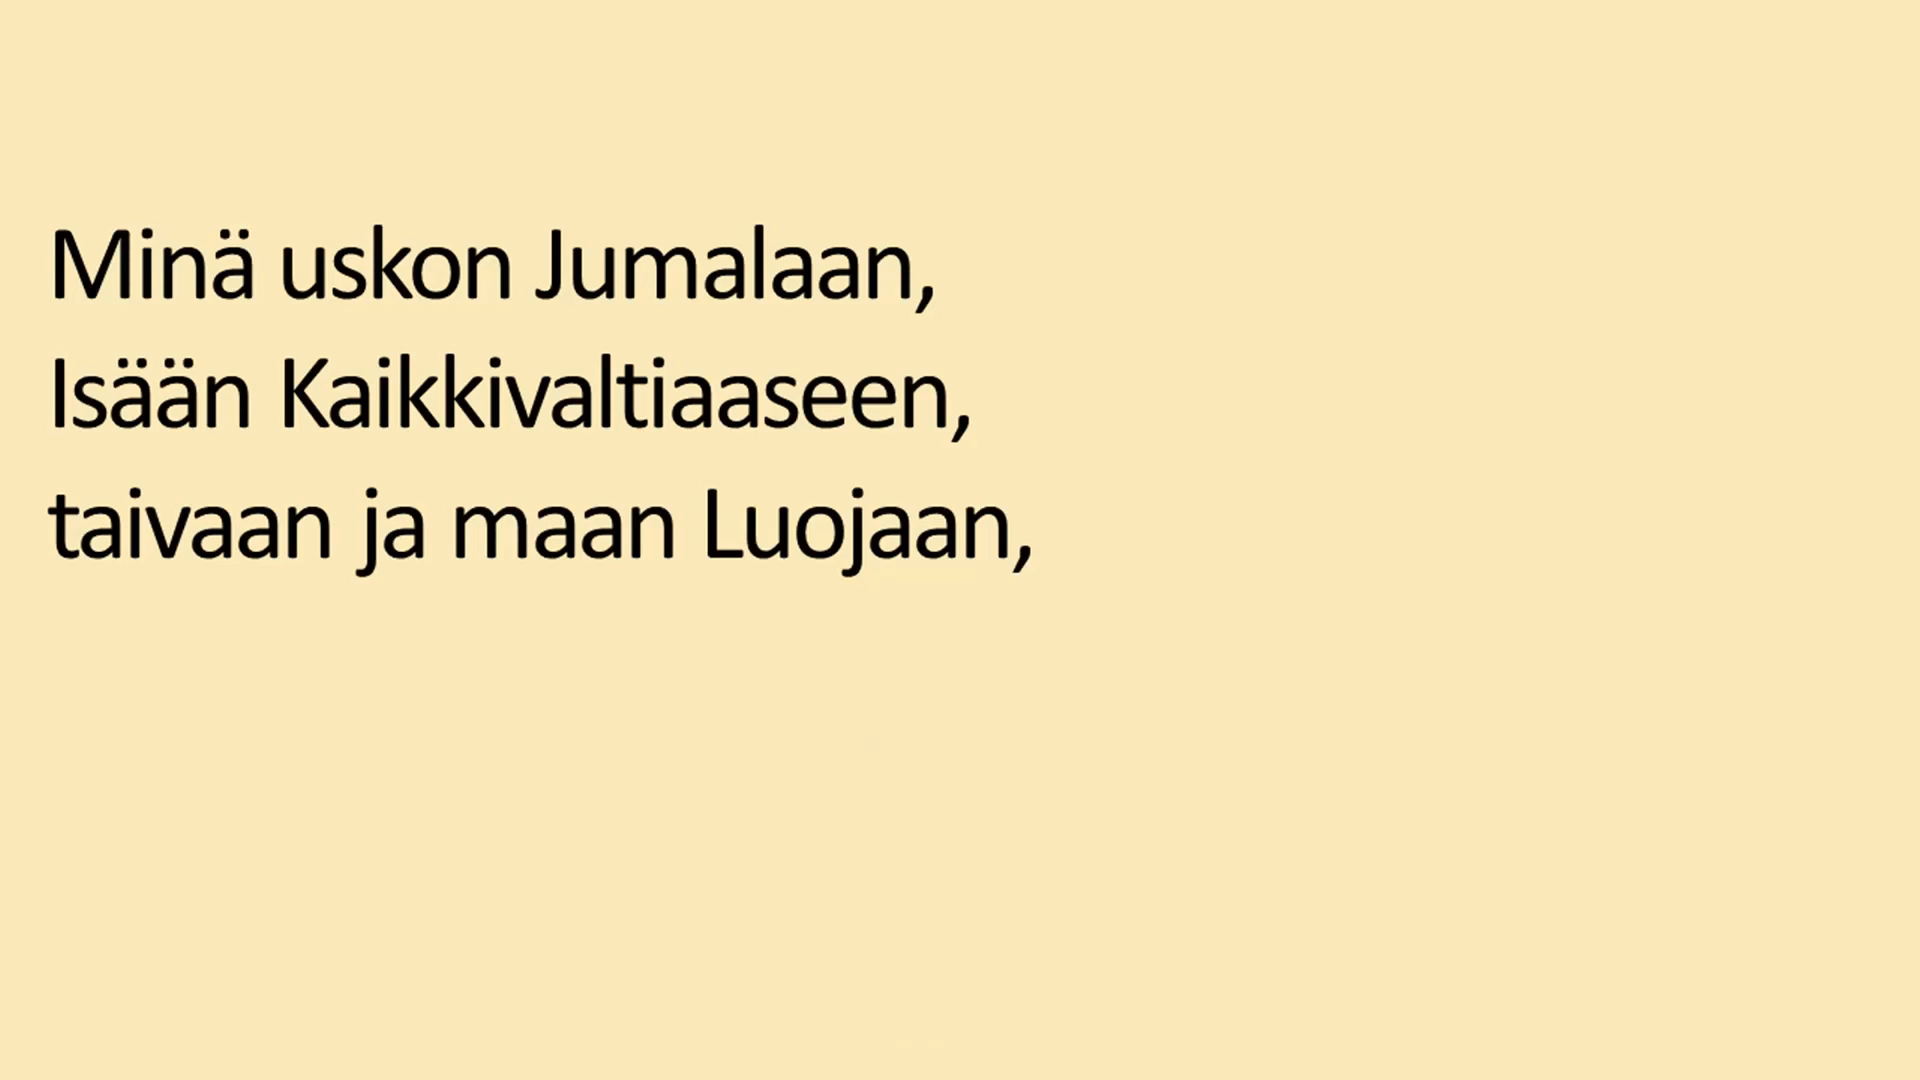 Minä uskon Jumalaan,
Isään Kaikkivaltiaaseen,
taivaan ja maan Luojaan,